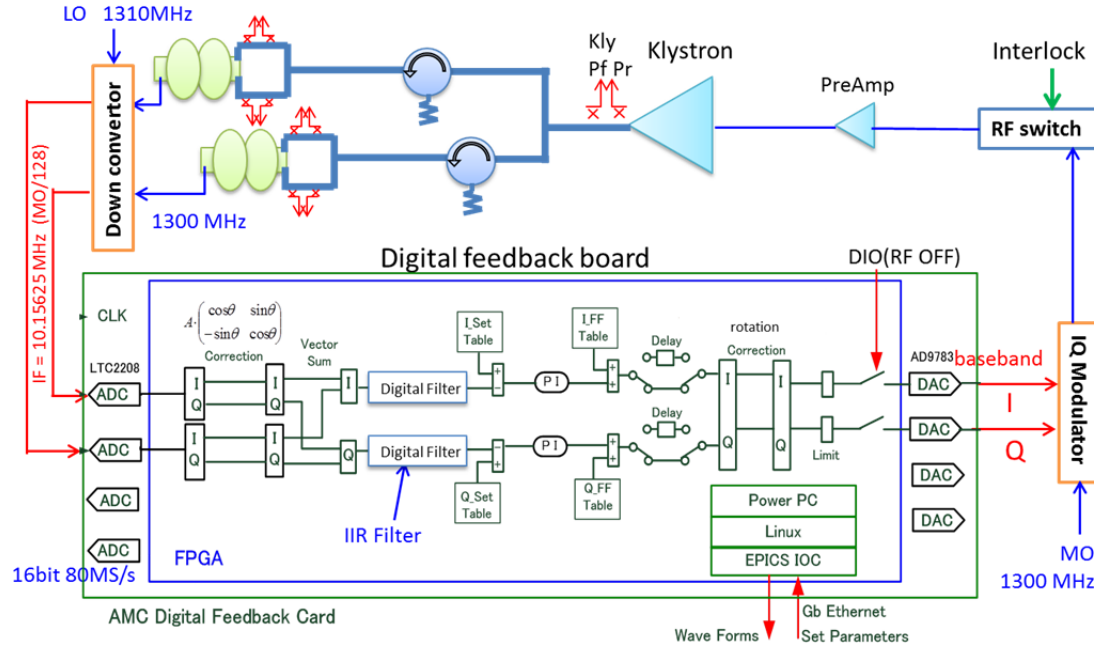 LO 1310MHz
Down convertor
1300 MHz
IF = 10.15625 MHz (MO/128)
Kly
Pf Pr
Klystron
PreAmp
Interlock
RF switch
Digital feedback board
DIO(RF OFF)
CLK
A·(cosθ sinθ
−sinθ cosθ)
Correction
Vector
Sum
I_Set
Table
I_FF
Table
Delay
rotation
Correction
LTC2208
ADC
I
Q
I
Q
I
Digital Filter
+
−
P I
+
+
I
Q
I
Q
AD9783
DAC
baseband
I
Q
IQ Modulator
ADC
I
Q
I
Q
Q
Digital Filter
−
+
P I
Delay
+
+
Limit
DAC
Q_Set
Table
Q_FF
Table
ADC
DAC
ADC
DAC
IIR Filter
FPGA
16bit 80MS/s
Power PC
Linux
EPICS IOC
MO
1300 MHz
AMC Digital Feedback Card
Gb Ethernet
Wave Forms
Set Parameters